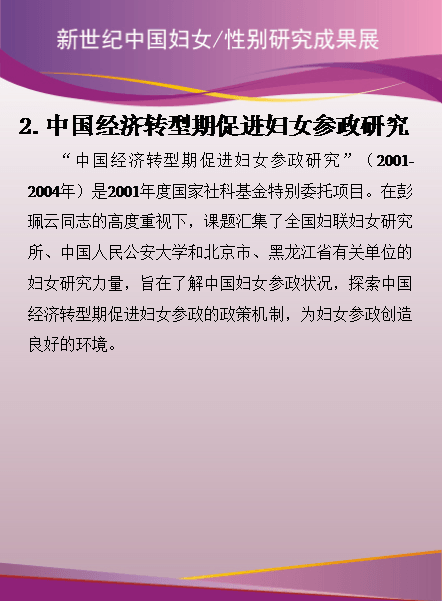 新世纪中国妇女/性别研究成果展
2.中国经济转型期促进妇女参政研究
“中国经济转型期促进妇女参政研究”（2001-
2004年）是2001年度国家社科基金特别委托项目。在彭
珮云同志的高度重视下，课题汇集了全国妇联妇女研究
所、中国人民公安大学和北京市、黑龙江省有关单位的
妇女研究力量，旨在了解中国妇女参政状况，探索中国
经济转型期促进妇女参政的政策机制，为妇女参政创造
良好的环境。